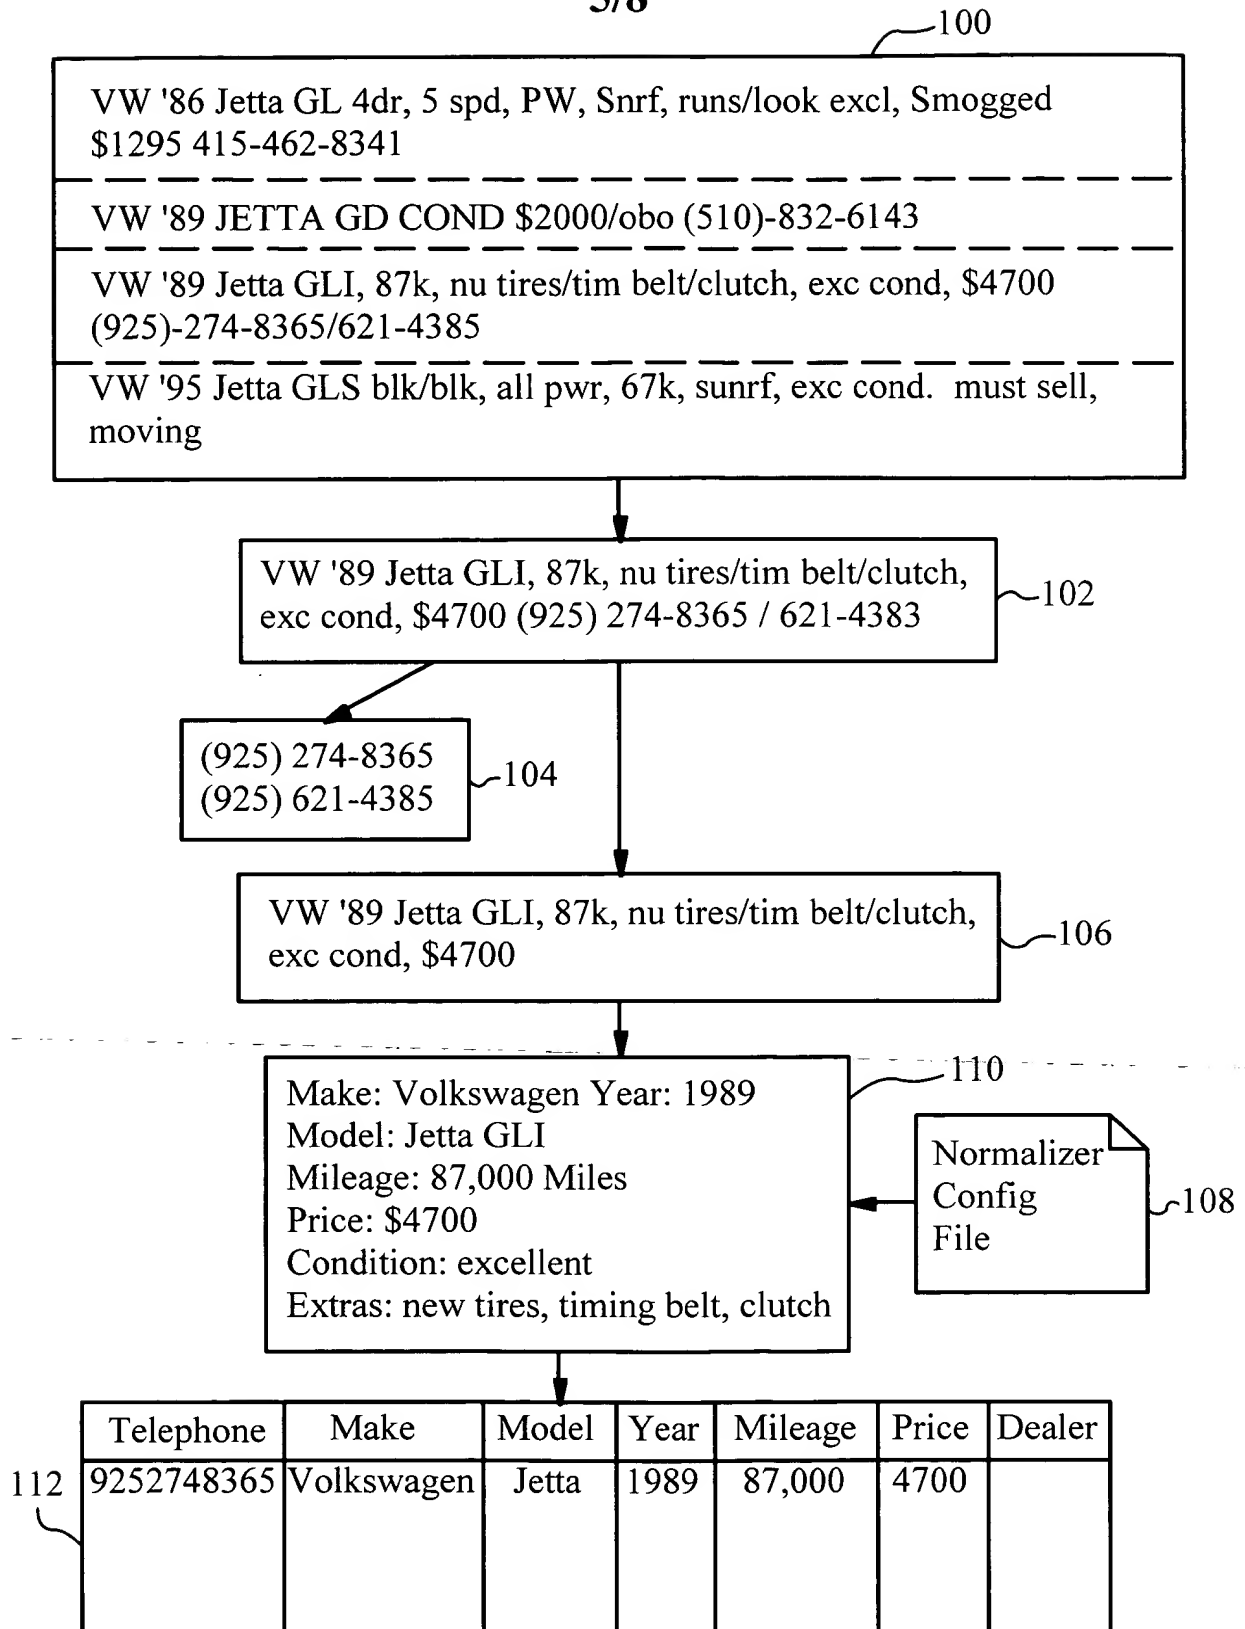 5/8
100
VW '86 Jetta GL 4dr, 5 spd, PW, Snrf, runs/look excl, Smogged
$1295 415-462-8341
VW '89 JETTA GD COND $2000/obo (510)-832-6143
VW '89 Jetta GLI, 87k, nu tires/tim belt/clutch, exc cond, $4700
(925)-274-8365/621-4385
VW '95 Jetta GLS blk/blk, all pwr, 67k, sunrf, exc cond.  must sell,
moving
VW '89 Jetta GLI, 87k, nu tires/tim belt/clutch,
exc cond, $4700 (925) 274-8365 / 621-4383
102
(925) 274-8365
(925) 621-4385
104
VW '89 Jetta GLI, 87k, nu tires/tim belt/clutch,
exc cond, $4700
106
110
Make: Volkswagen Year: 1989
Model: Jetta GLI
Mileage: 87,000 Miles
Price: $4700
Condition: excellent
Extras: new tires, timing belt, clutch
Normalizer
Config
File
108
Telephone Make Model Year Mileage Price Dealer
112 9252748365 Volkswagen Jetta 1989 87,000 4700